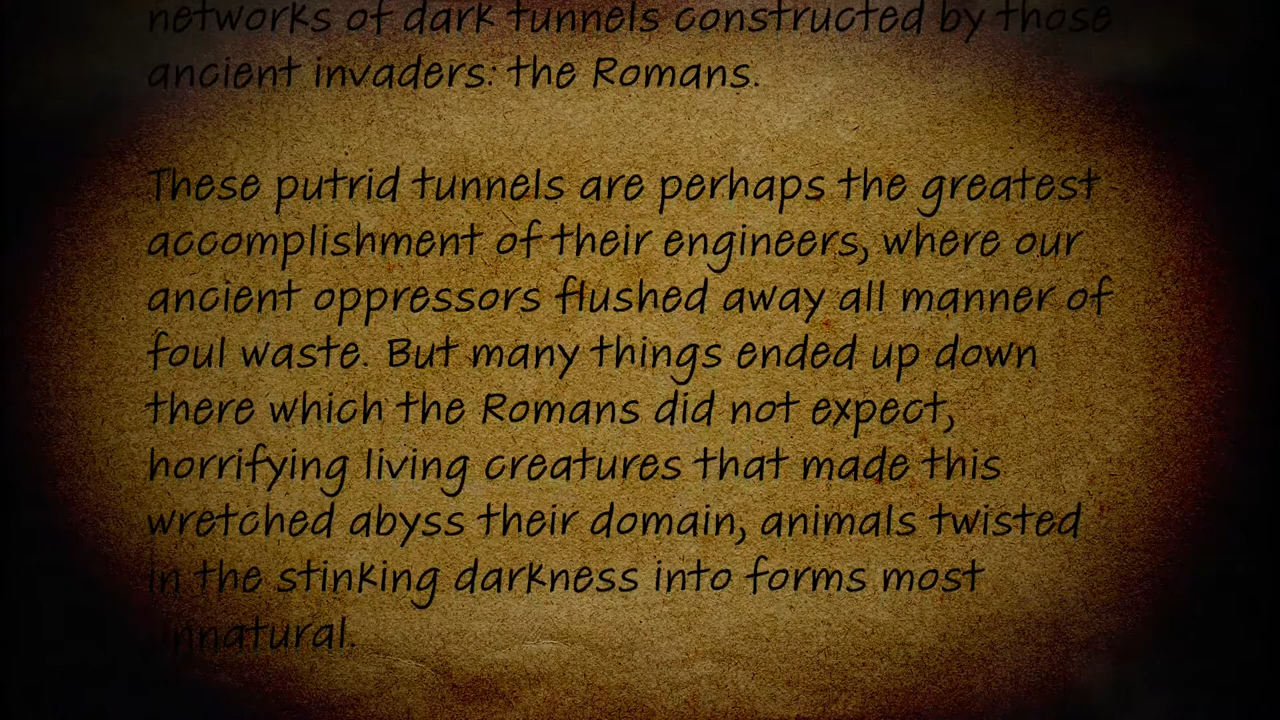 networks of dark tunnels constructed by those
ancient invaders: the Romans.
These putrid tunnels are perhaps the greatest
accomplishment of their engineers, where our
ancient oppressors flushed away all manner of
foul waste. But many things ended up down
there which the Romans did not expect,
horrifying living creatures that made this
wretched abyss their domain, animals twisted
in the stinking darkness into forms most
unnatural.